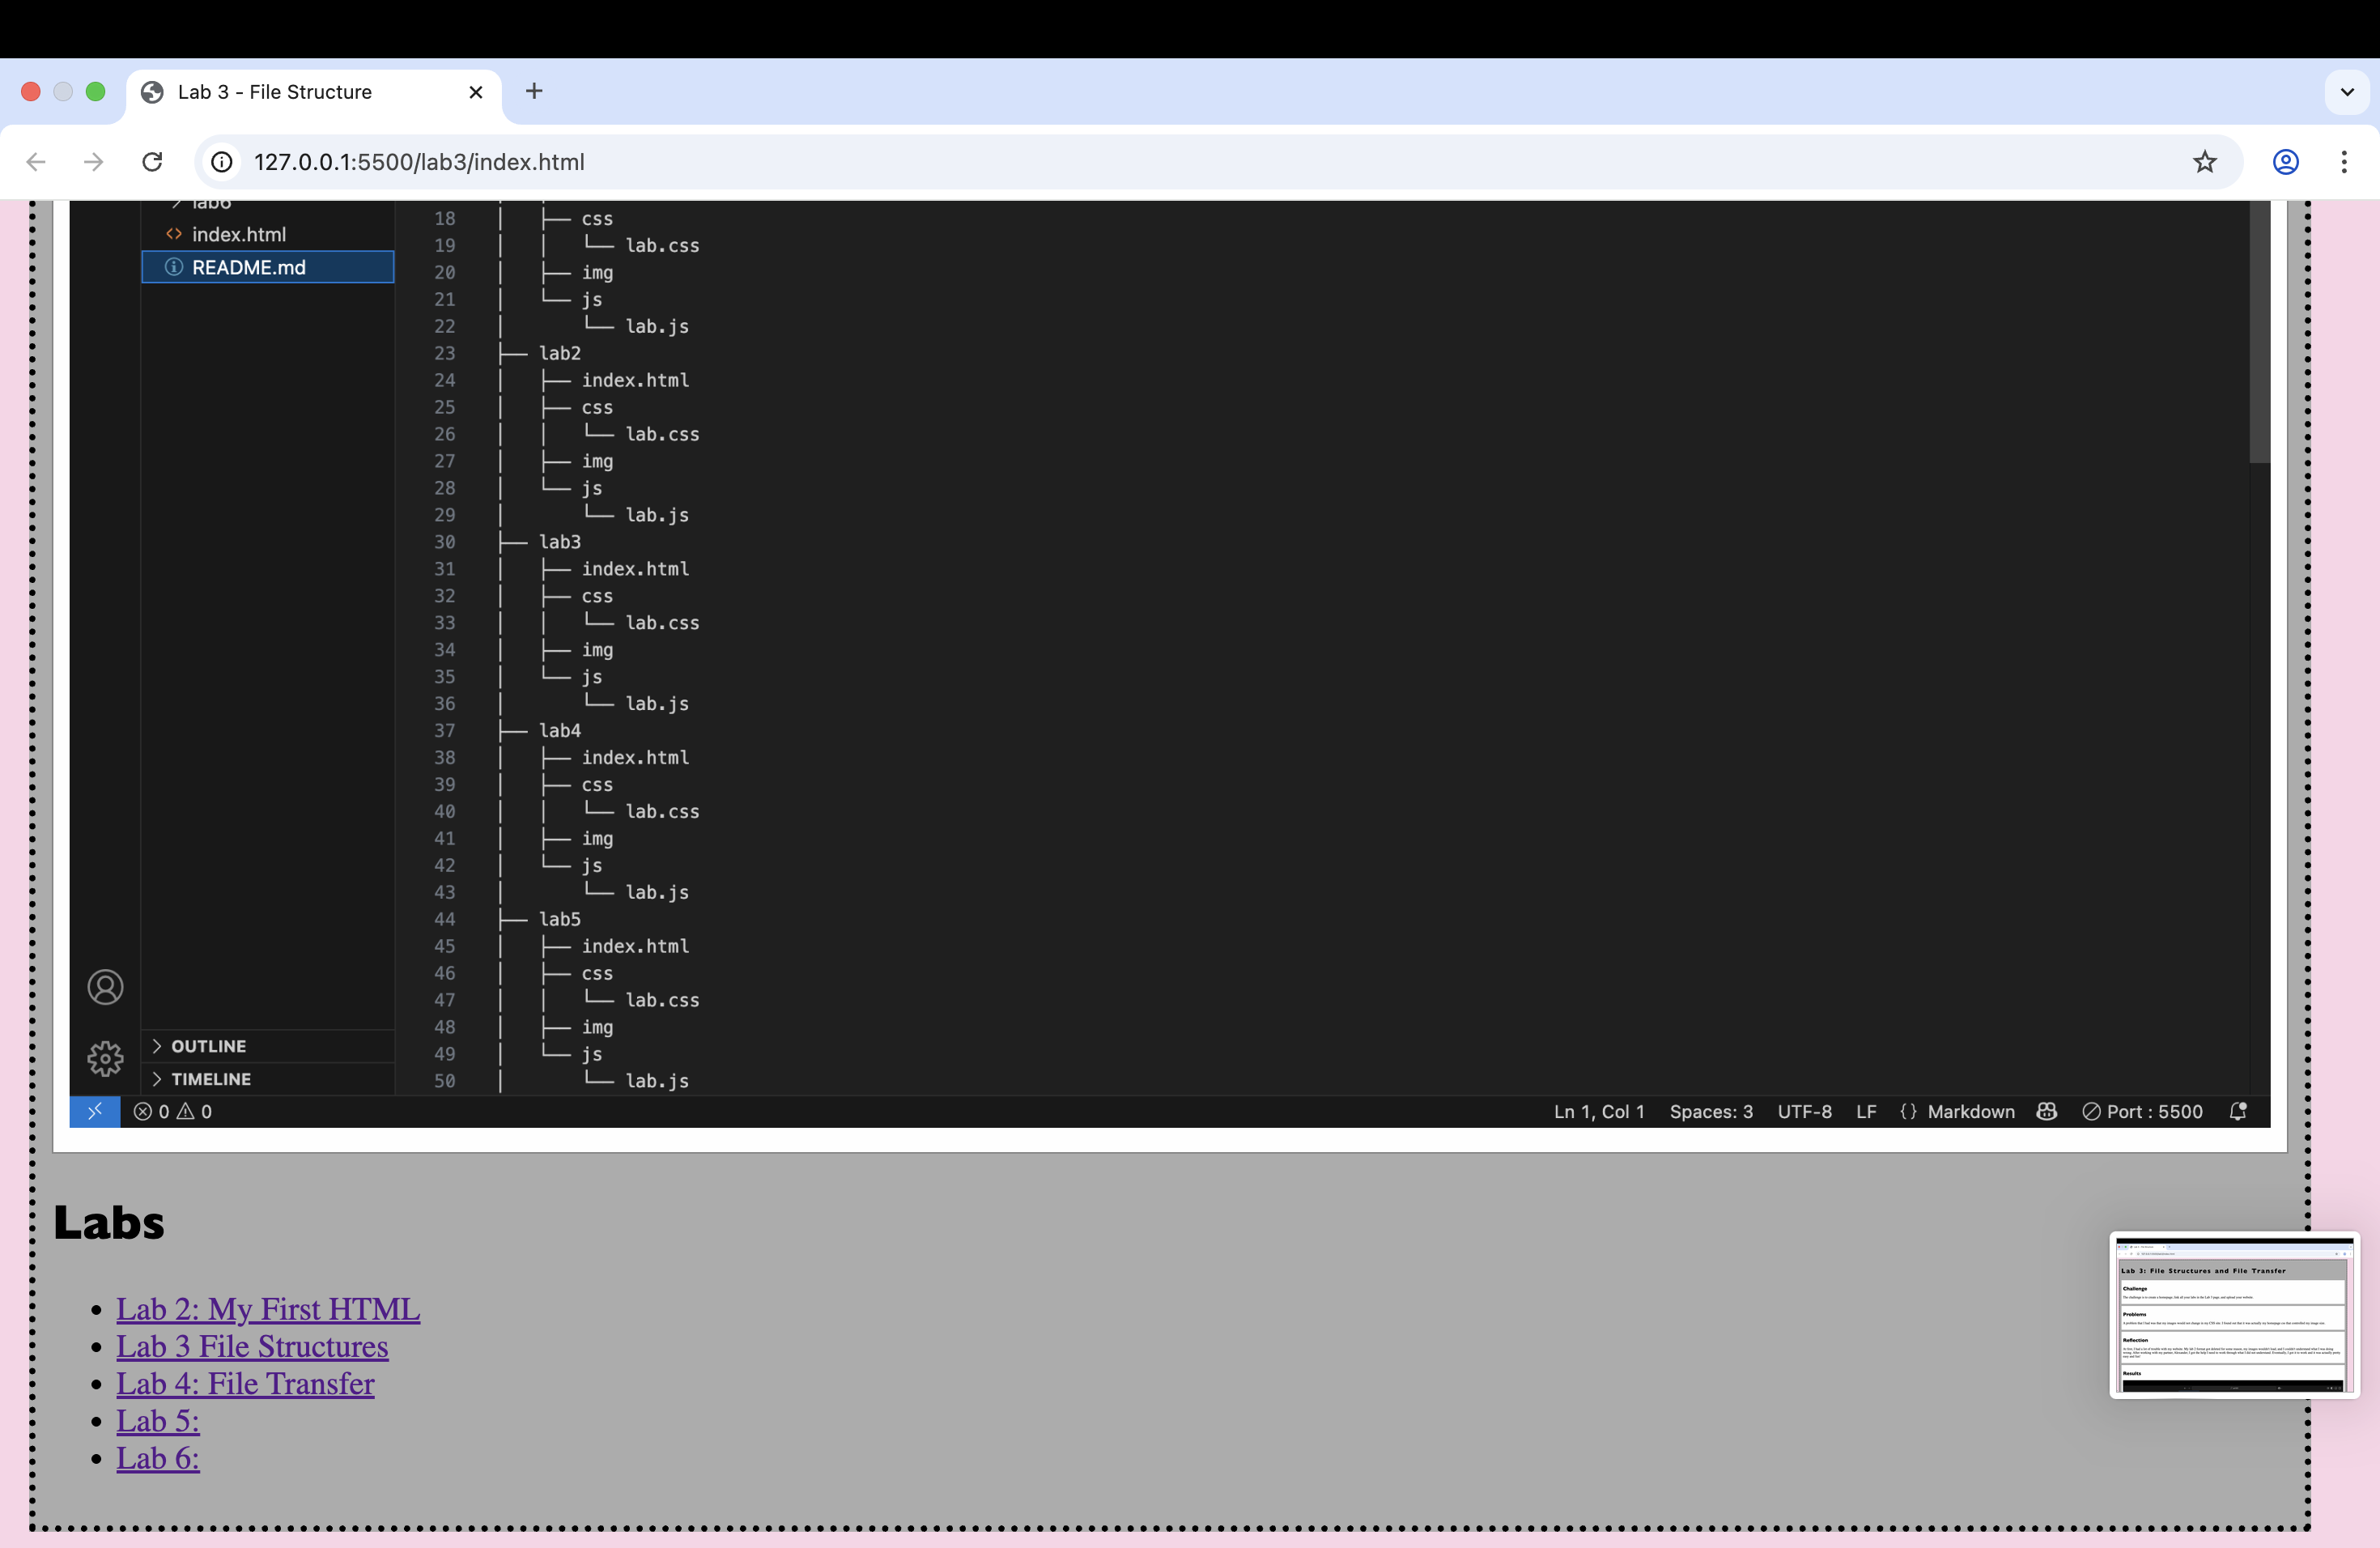 Lab 3 - File Structure
127.0.0.1:5500/lab3/index.html
lab6
index.html
README.md
18 css
19 lab.css
20 img
21 js
22 lab.js
23 lab2
24 index.html
25 css
26 lab.css
27 img
28 js
29 lab.js
30 lab3
31 index.html
32 css
33 lab.css
34 img
35 js
36 lab.js
37 lab4
38 index.html
39 css
40 lab.css
41 img
42 js
43 lab.js
44 lab5
45 index.html
46 css
47 lab.css
48 img
49 js
50 lab.js
OUTLINE
TIMELINE
0 0 Ln 1, Col 1 Spaces: 3 UTF-8 LF {} Markdown Port : 5500
Labs
Lab 2: My First HTML
Lab 3 File Structures
Lab 4: File Transfer
Lab 5:
Lab 6:
Lab 3: File Structures and File Transfer
Challenge
Problems
Reflection
Results